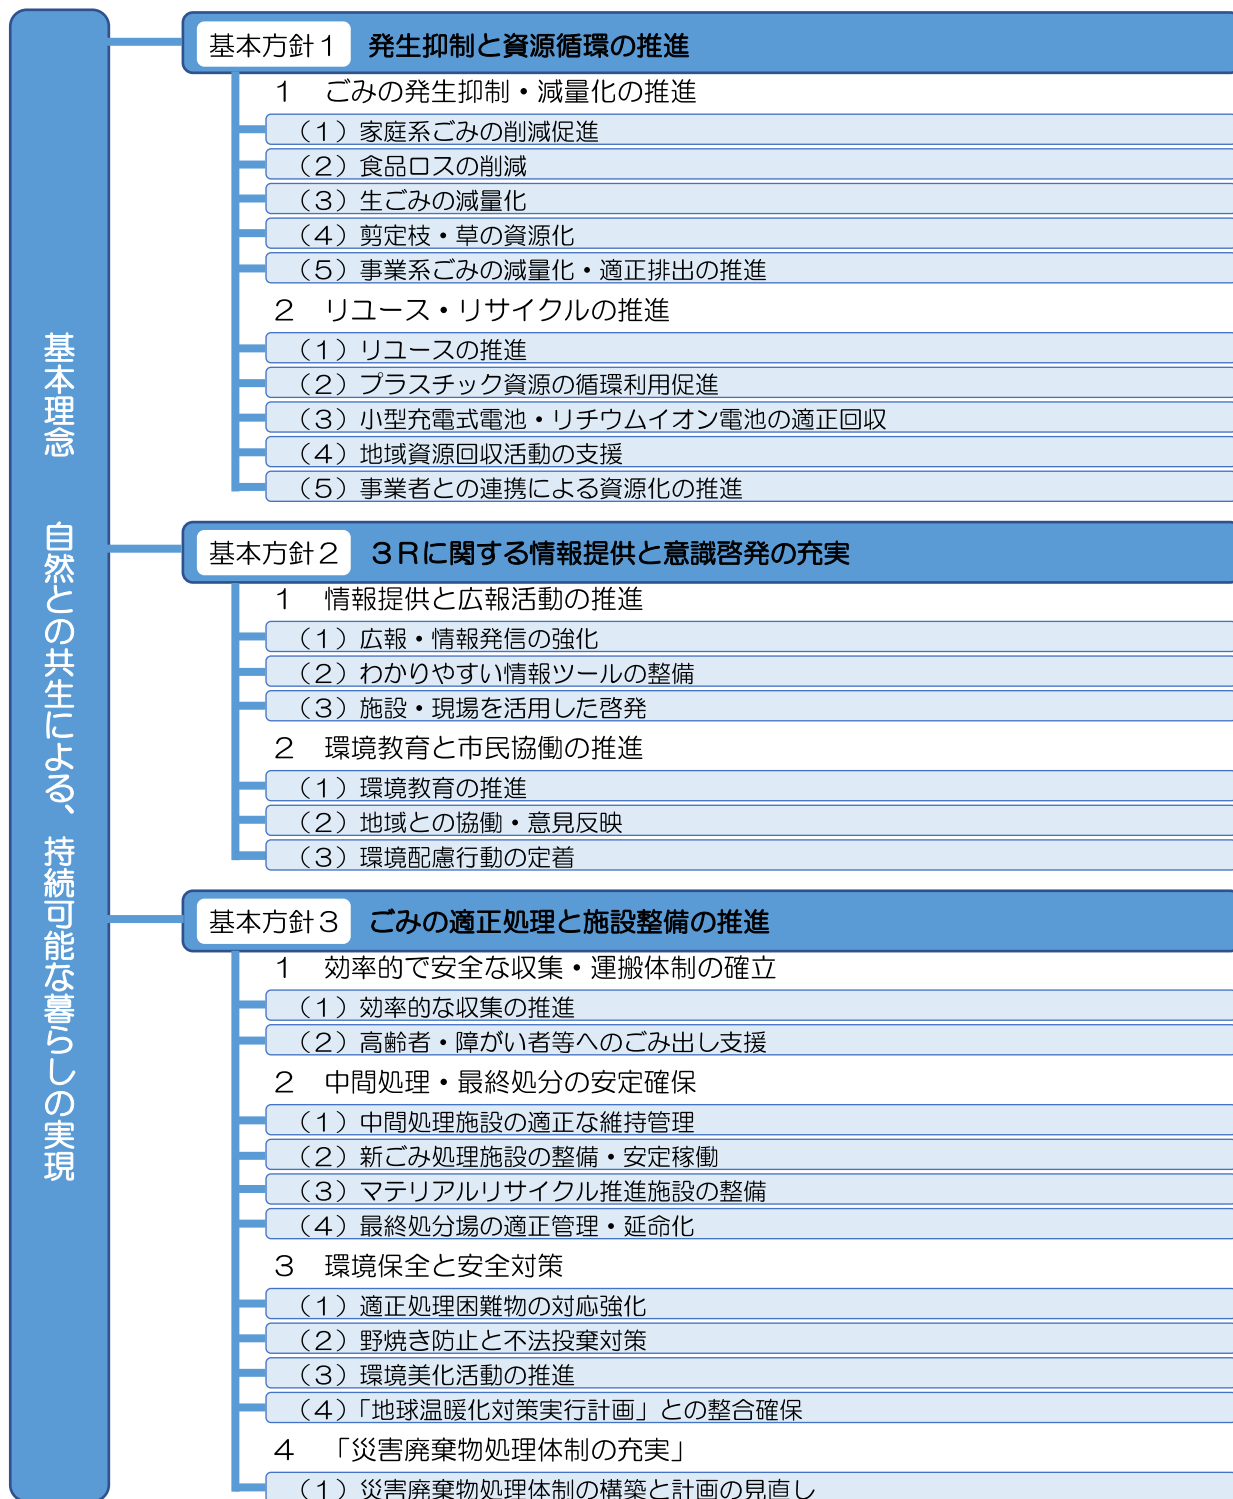 基本理念　自然との共生による、持続可能な暮らしの実現
基本方針１　発生抑制と資源循環の推進
１　ごみの発生抑制・減量化の推進
（１）家庭系ごみの削減促進
（２）食品ロスの削減
（３）生ごみの減量化
（４）剪定枝・草の資源化
（５）事業系ごみの減量化・適正排出の推進
２　リユース・リサイクルの推進
（１）リユースの推進
（２）プラスチック資源の循環利用促進
（３）小型充電式電池・リチウムイオン電池の適正回収
（４）地域資源回収活動の支援
（５）事業者との連携による資源化の推進
基本方針２　３Ｒに関する情報提供と意識啓発の充実
１　情報提供と広報活動の推進
（１）広報・情報発信の強化
（２）わかりやすい情報ツールの整備
（３）施設・現場を活用した啓発
２　環境教育と市民協働の推進
（１）環境教育の推進
（２）地域との協働・意見反映
（３）環境配慮行動の定着
基本方針３　ごみの適正処理と施設整備の推進
１　効率的で安全な収集・運搬体制の確立
（１）効率的な収集の推進
（２）高齢者・障がい者等へのごみ出し支援
２　中間処理・最終処分の安定確保
（１）中間処理施設の適正な維持管理
（２）新ごみ処理施設の整備・安定稼働
（３）マテリアルリサイクル推進施設の整備
（４）最終処分場の適正管理・延命化
３　環境保全と安全対策
（１）適正処理困難物の対応強化
（２）野焼き防止と不法投棄対策
（３）環境美化活動の推進
（４）「地球温暖化対策実行計画」との整合確保
４　「災害廃棄物処理体制の充実」
（１）災害廃棄物処理体制の構築と計画の見直し